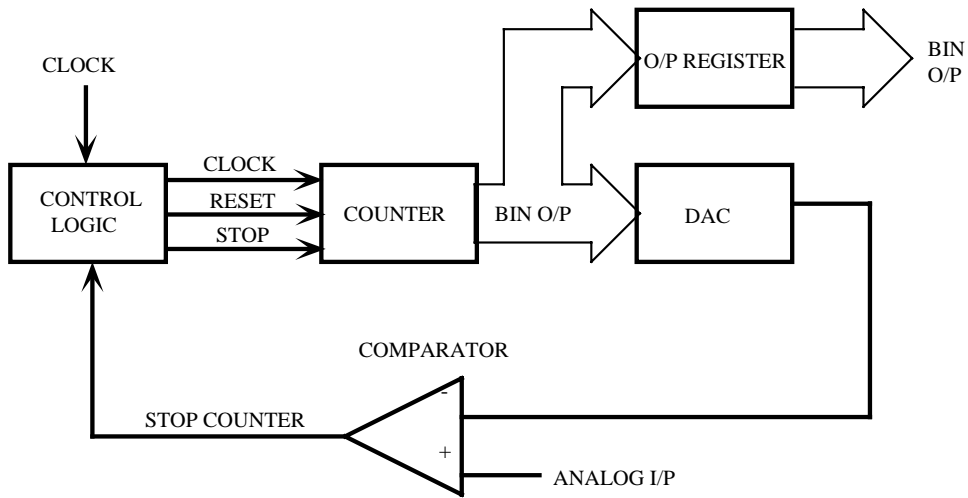 CLOCK
CONTROL
LOGIC
CLOCK
RESET
STOP
COUNTER
BIN O/P
O/P REGISTER
BIN
O/P
DAC
COMPARATOR
-
+
STOP COUNTER
ANALOG I/P